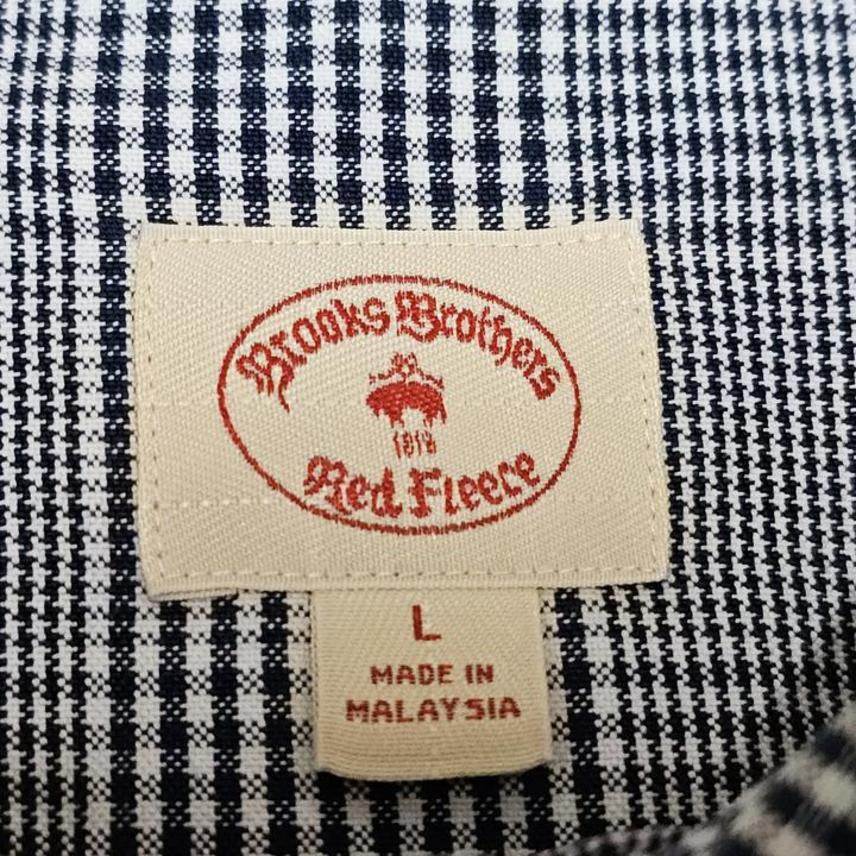 Brooks Brothers
1818
Red Fleece
L
MADE IN
MALAYSIA